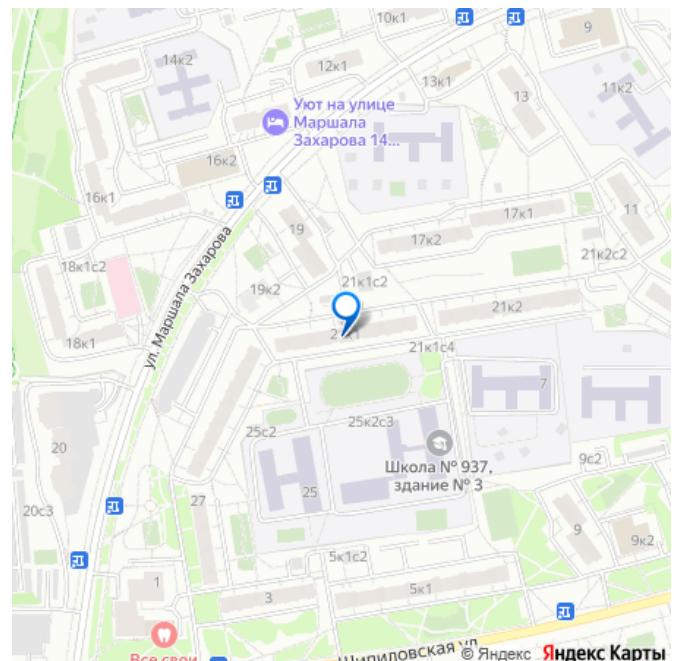 10к1
9
14к2
12к1
13к1
11к2
13
Уют на улице
Маршала
Захарова 14...
16к2
16к1
17к1
11
19
17к2
ул. Маршала Захарова
18к1с2
21к1с2
21к2с2
19к2
21к2
18к1
21к1
21к1с4
7
25с2
25к2с3
20
Школа № 937,
здание № 3
9с2
25
27
20с3
9
9к2
5к1с2
1
5к1
3
Все свои
Шипиловская ул.
© Яндекс Яндекс Карты